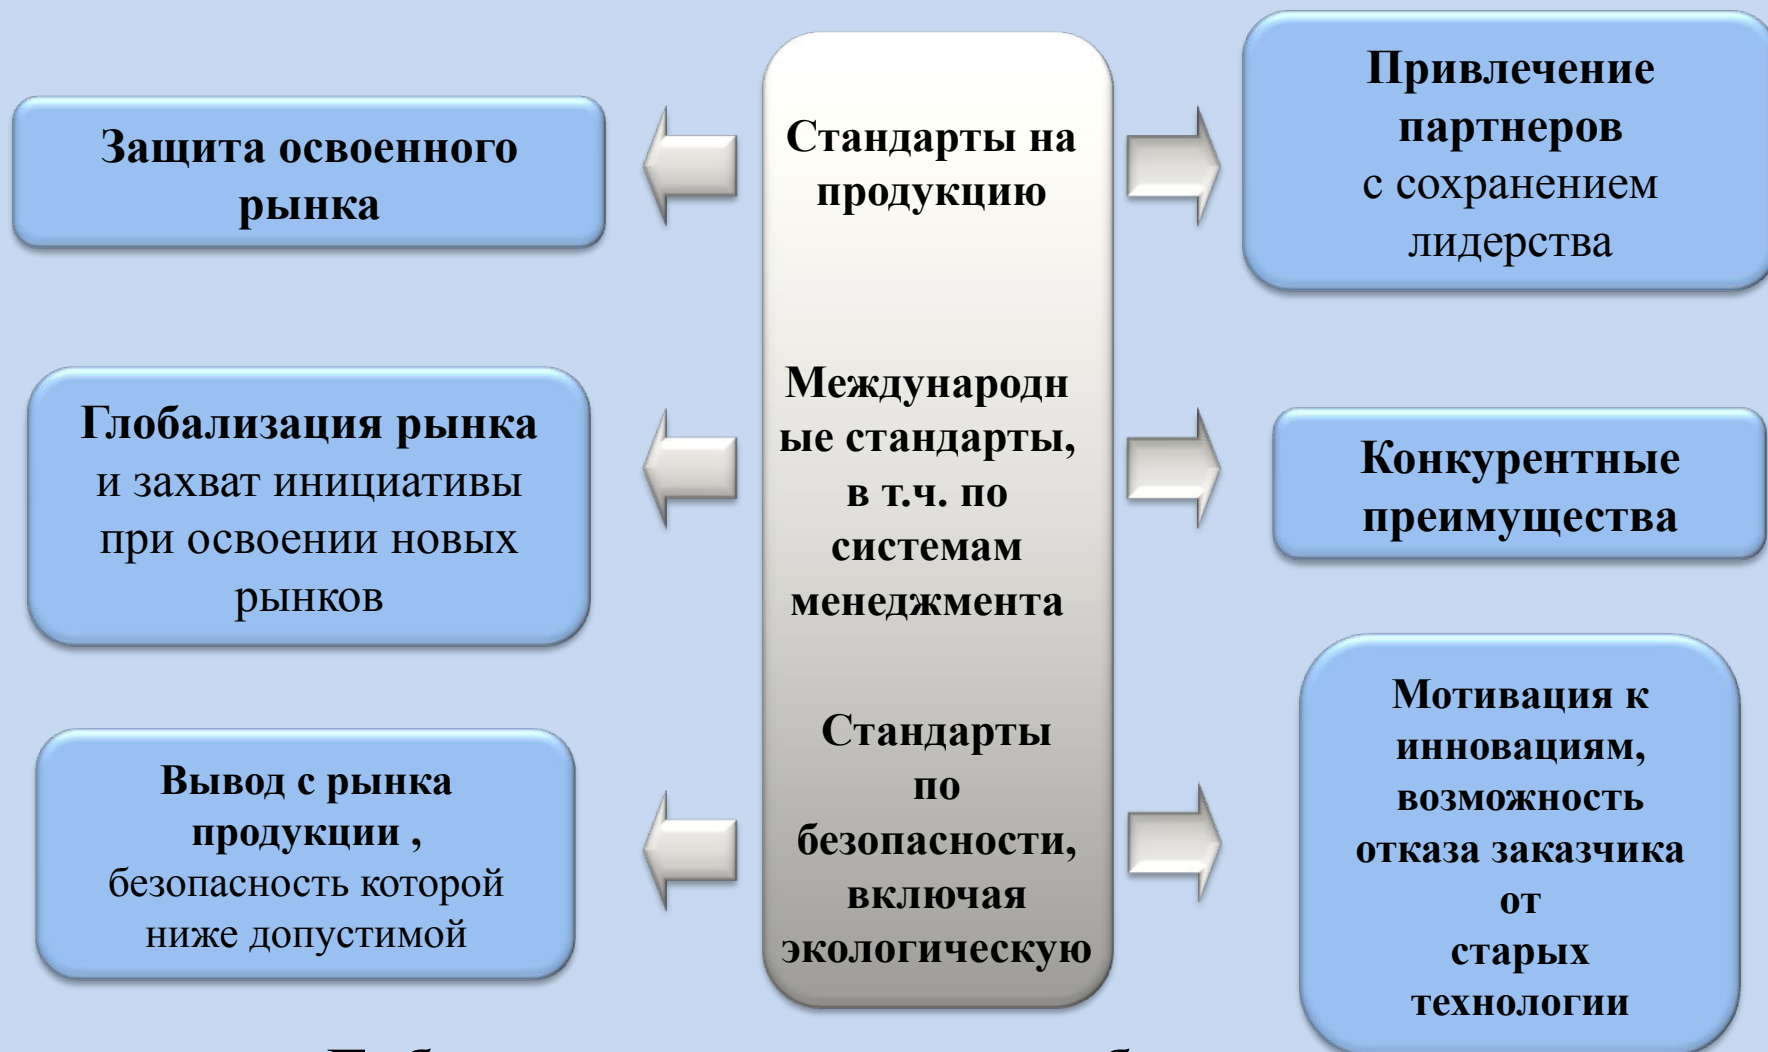 Защита освоенного
рынка
Стандарты на
продукцию
Привлечение
партнеров
с сохранением
лидерства
Глобализация рынка
и захват инициативы
при освоении новых
рынков
Международн
ые стандарты,
в т.ч. по
системам
менеджмента
Конкурентные
преимущества
Вывод с рынка
продукции ,
безопасность которой
ниже допустимой
Стандарты
по
безопасности,
включая
экологическую
Мотивация к
инновациям,
возможность
отказа заказчика
от
старых
технологии